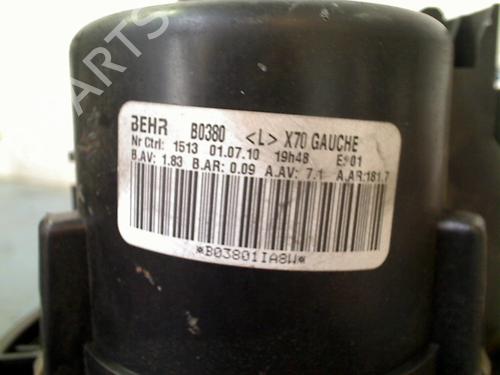 BEHR B0380 <L> X70 GAUCHE
Nr Ctrl: 1513 01.07.10 19h48 E:01
B.AV: 1.83 B.AR: 0.09 A.AV: 7.1 A.AR:181.7
*B03801IA8W*
PARTS